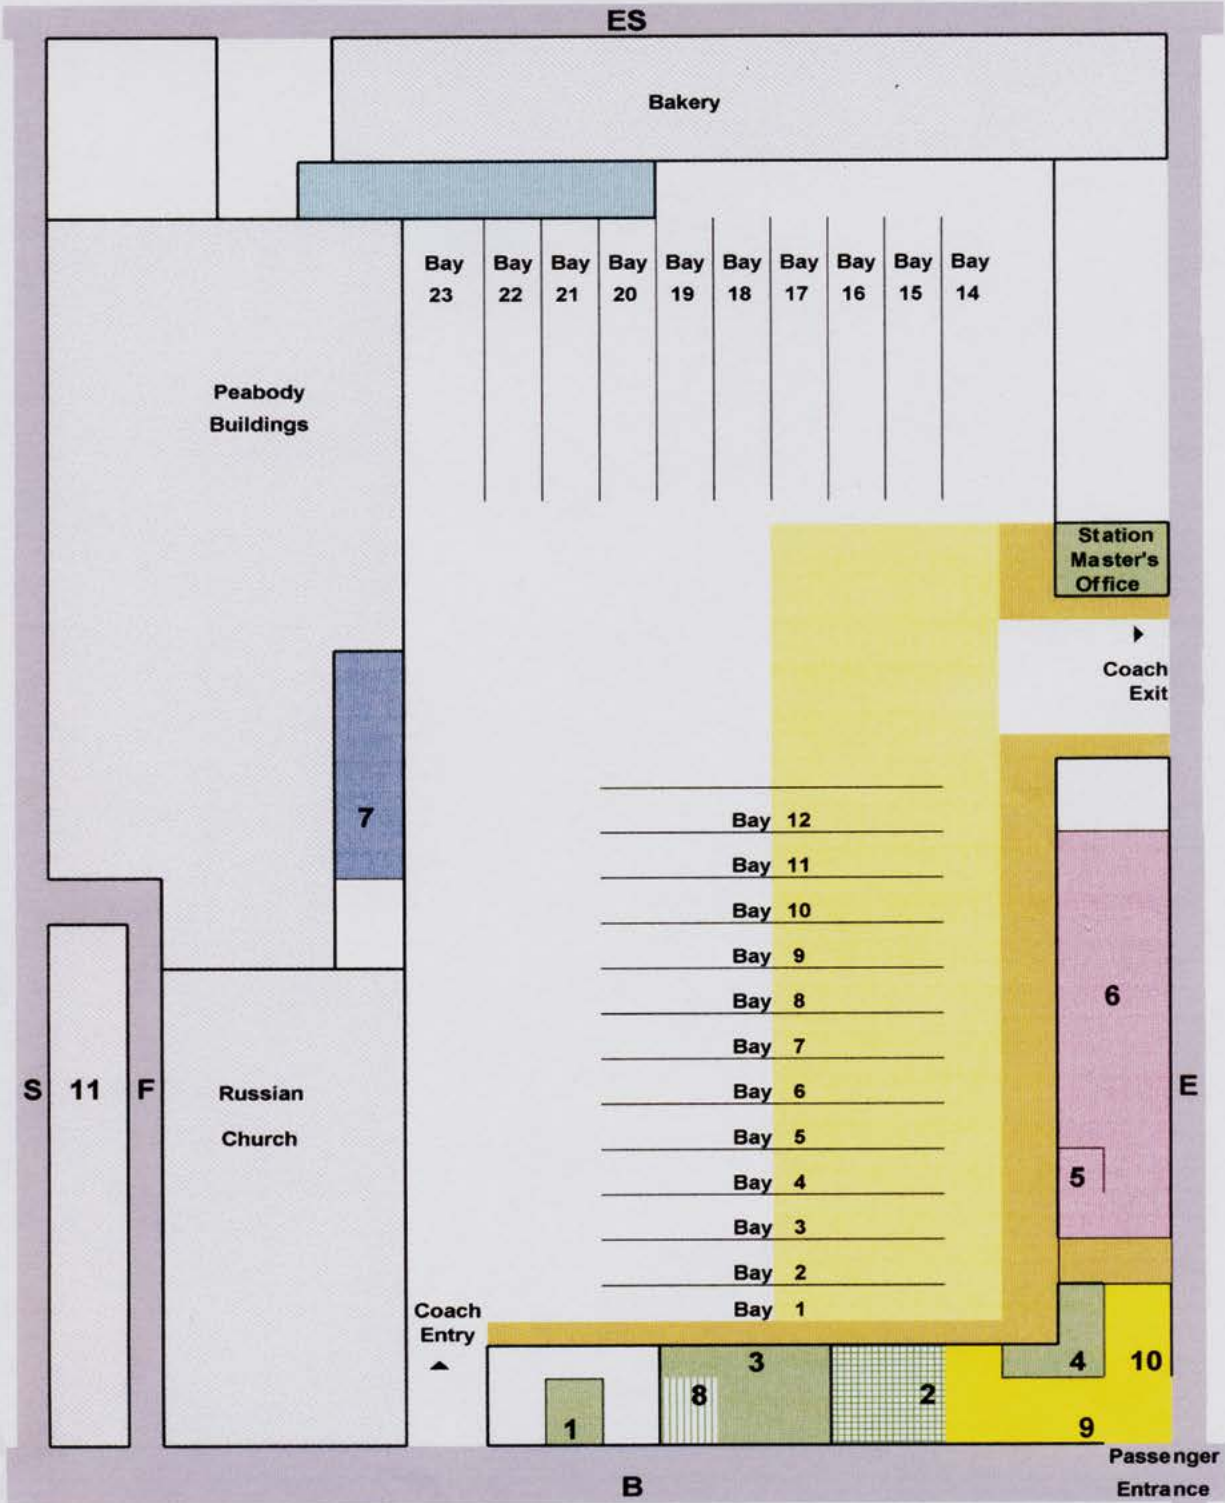 ES
Bakery
Bay Bay Bay Bay Bay Bay Bay Bay Bay Bay
23 22 21 20 19 18 17 16 15 14
Peabody
Buildings
Station
Master's
Office
Coach
Exit
7
Bay 12
Bay 11
Bay 10
Bay 9
Bay 8
Bay 7
Bay 6
Bay 5
Bay 4
Bay 3
Bay 2
Bay 1
6
5
S 11 F
Russian
Church
E
Coach
Entry
3
8
1
2
4
10
9
Passenger
Entrance
B